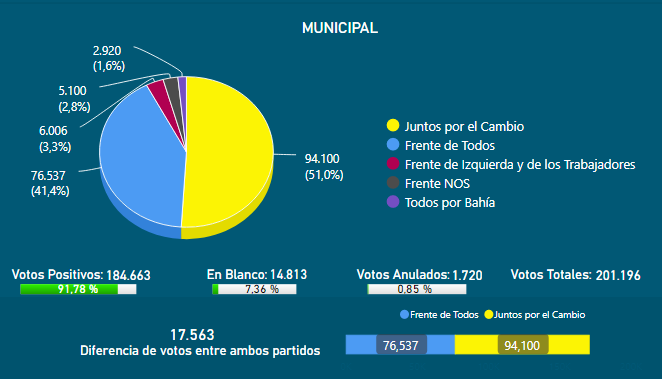 MUNICIPAL
2.920
(1,6%)
5.100
(2,8%)
6.006
(3,3%)
76.537
(41,4%)
94.100
(51,0%)
Juntos por el Cambio
Frente de Todos
Frente de Izquierda y de los Trabajadores
Frente NOS
Todos por Bahía
Votos Positivos: 184.663
91,78 %
En Blanco: 14.813
7,36 %
Votos Anulados: 1.720
0,85 %
Votos Totales: 201.196
17.563
Diferencia de votos entre ambos partidos
Frente de Todos Juntos por el Cambio
76,537 94,100